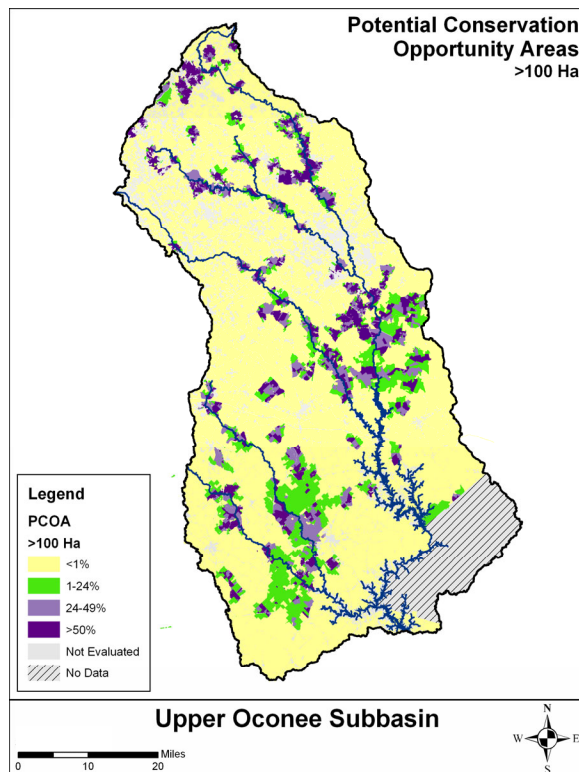 Potential Conservation
Opportunity Areas
>100 Ha
Legend
PCOA
>100 Ha
<1%
1-24%
24-49%
>50%
Not Evaluated
No Data
Upper Oconee Subbasin
Miles
0 10 20
N
W E
S